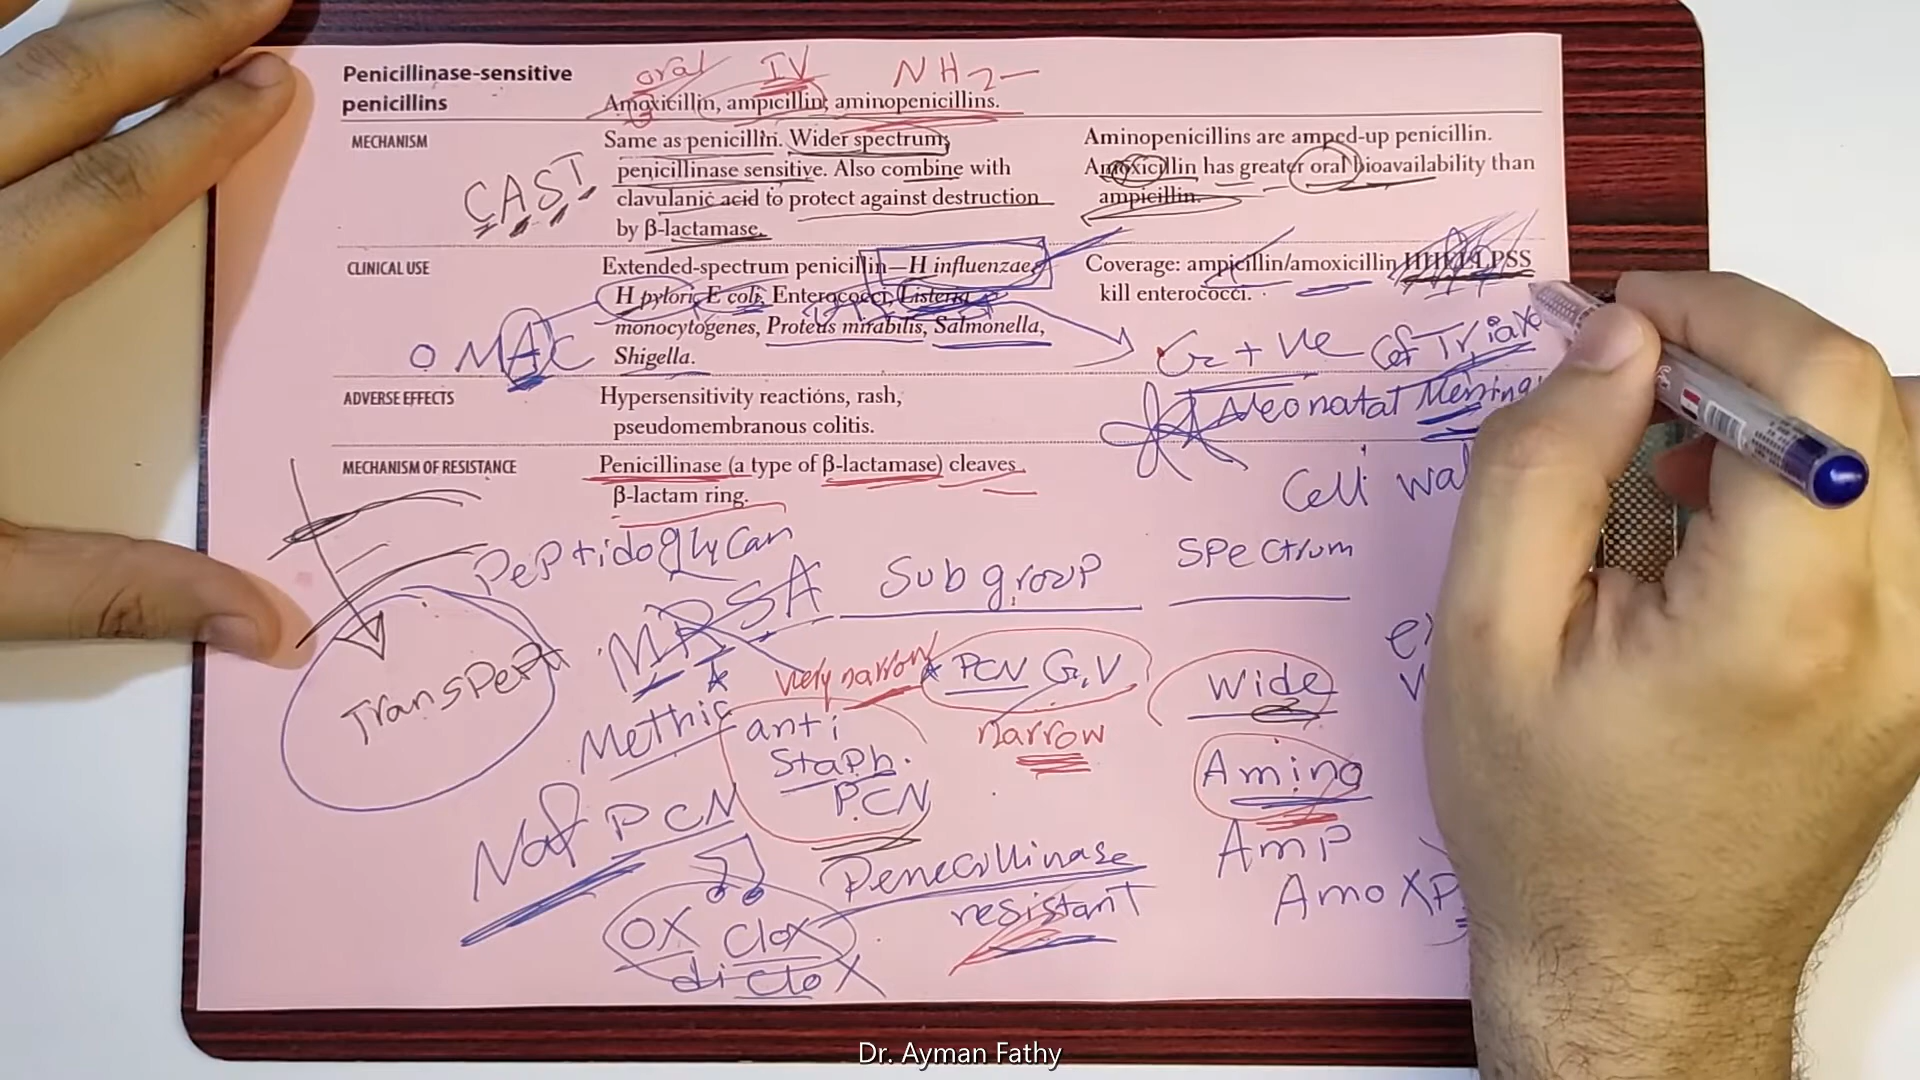 oral IV NH2-
Penicillinase-sensitive
penicillins
Amoxicillin, ampicillin; aminopenicillins.
MECHANISM
Same as penicillin. Wider spectrum;
penicillinase sensitive. Also combine with
clavulanic acid to protect against destruction
by β-lactamase.
Aminopenicillins are amped-up penicillin.
Amoxicillin has greater oral bioavailability than
ampicillin.
CAST
CLINICAL USE
Extended-spectrum penicillin—H influenzae,
H pylori, E coli, Enterococci, Listeria
monocytogenes, Proteus mirabilis, Salmonella,
Shigella.
Coverage: ampicillin/amoxicillin
kill enterococci.
OMAC
G+ve
Neonatal
ADVERSE EFFECTS
Hypersensitivity reactions, rash,
pseudomembranous colitis.
MECHANISM OF RESISTANCE
Penicillinase (a type of β-lactamase) cleaves
β-lactam ring.
Cell
Peptidoglycan
MRSA
Subgroup
Spectrum
Very narrow
PCN G,V
Wide
Methic
anti
narrow
Staph.
PCN
Amino
Naf PCN
Amp
Penecillinase
resistant
Ox Clox
diclox
Dr. Ayman Fathy